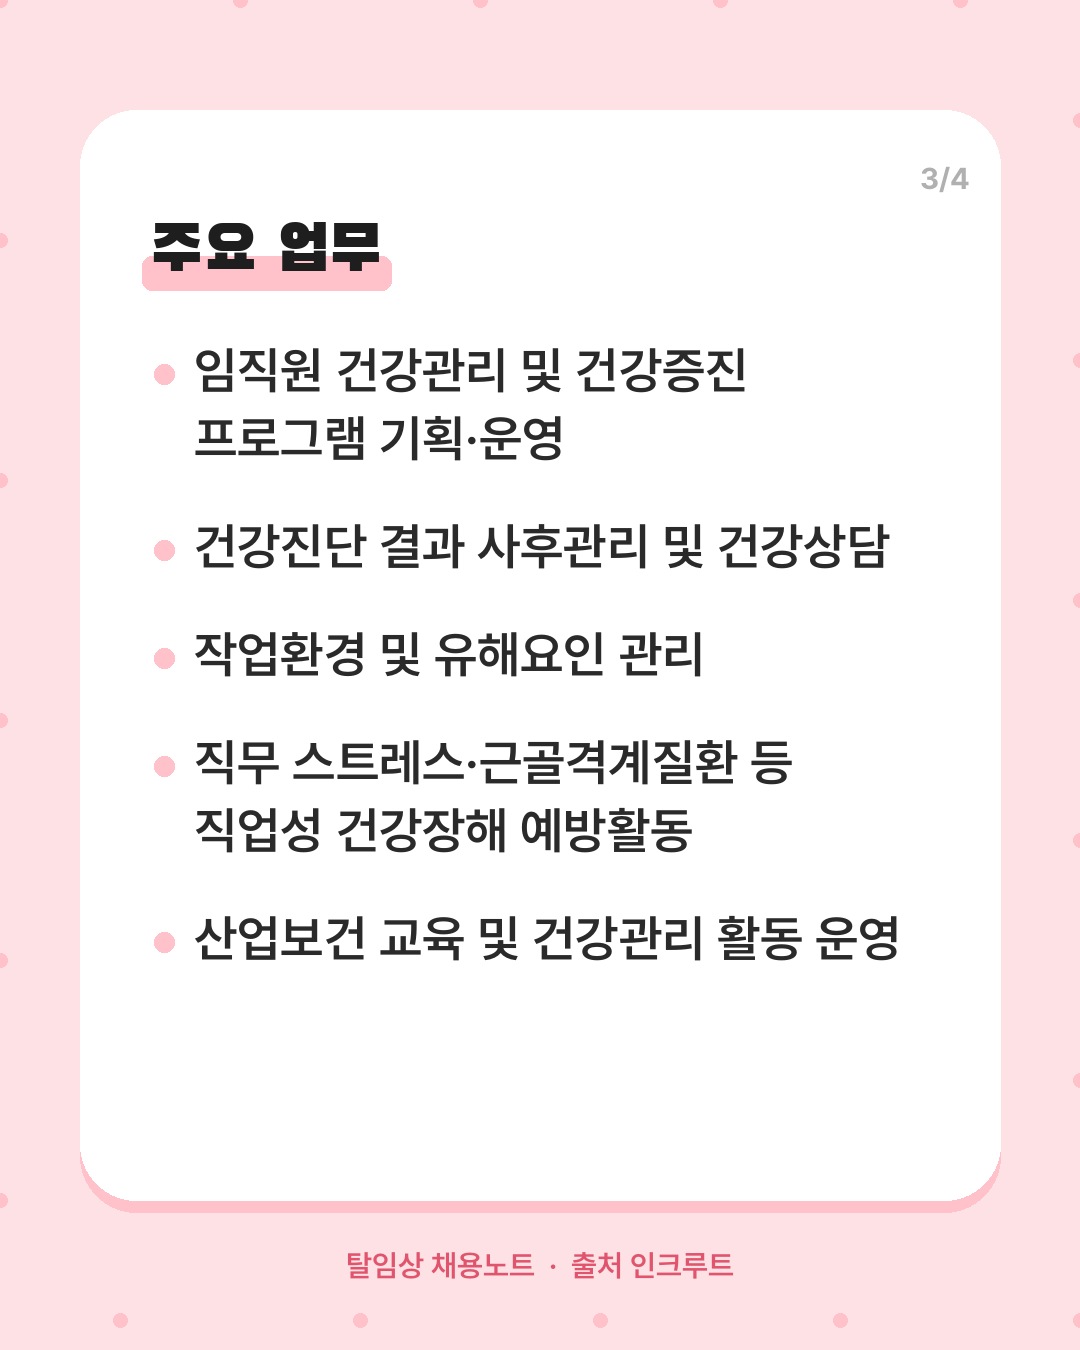 3/4
주요 업무
임직원 건강관리 및 건강증진
프로그램 기획·운영
건강진단 결과 사후관리 및 건강상담
작업환경 및 유해요인 관리
직무 스트레스·근골격계질환 등
직업성 건강장해 예방활동
산업보건 교육 및 건강관리 활동 운영
탈임상 채용노트 · 출처 인크루트